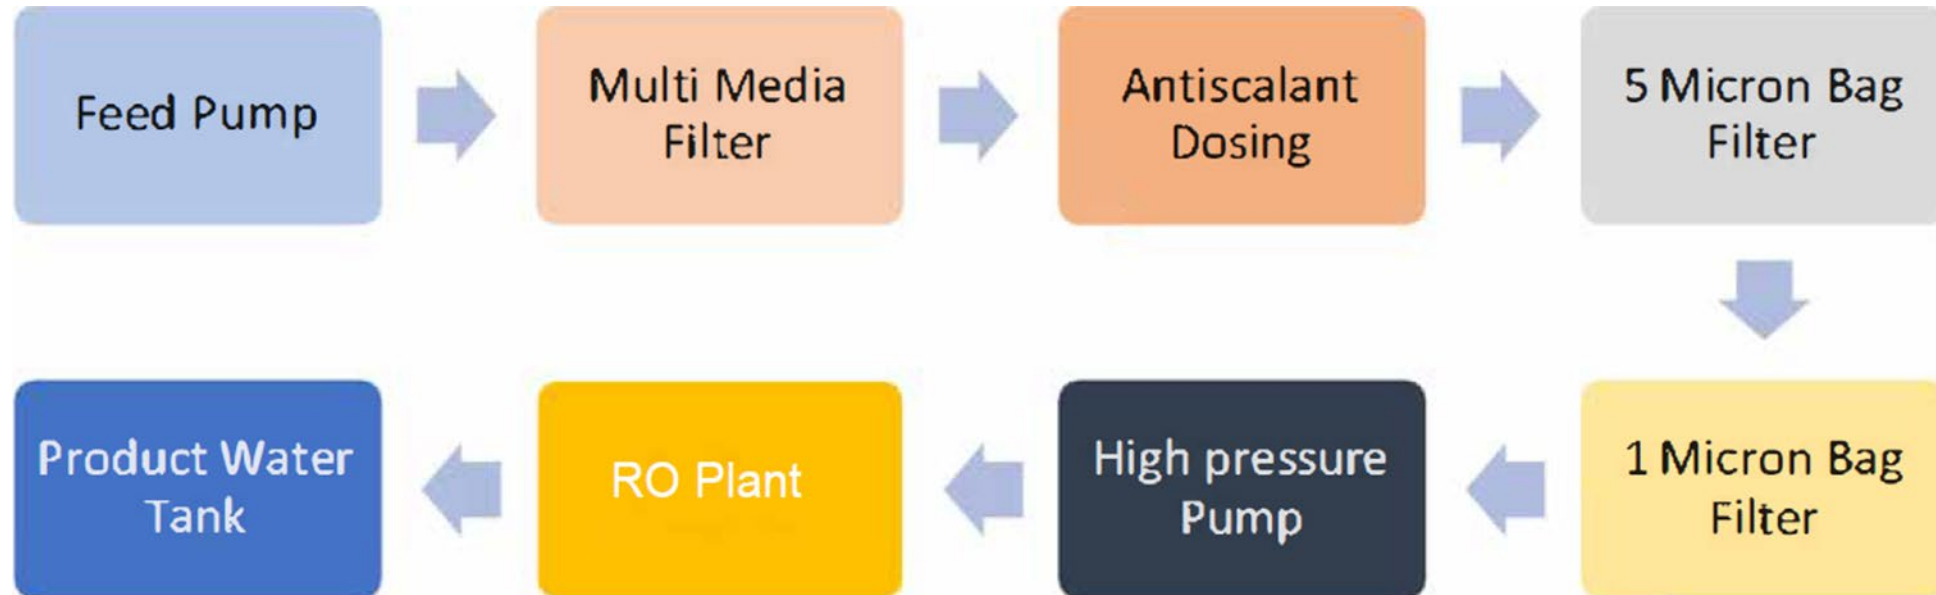 Feed Pump
Multi Media
Filter
Antiscalant
Dosing
5 Micron Bag
Filter
1 Micron Bag
Filter
High pressure
Pump
RO Plant
Product Water
Tank